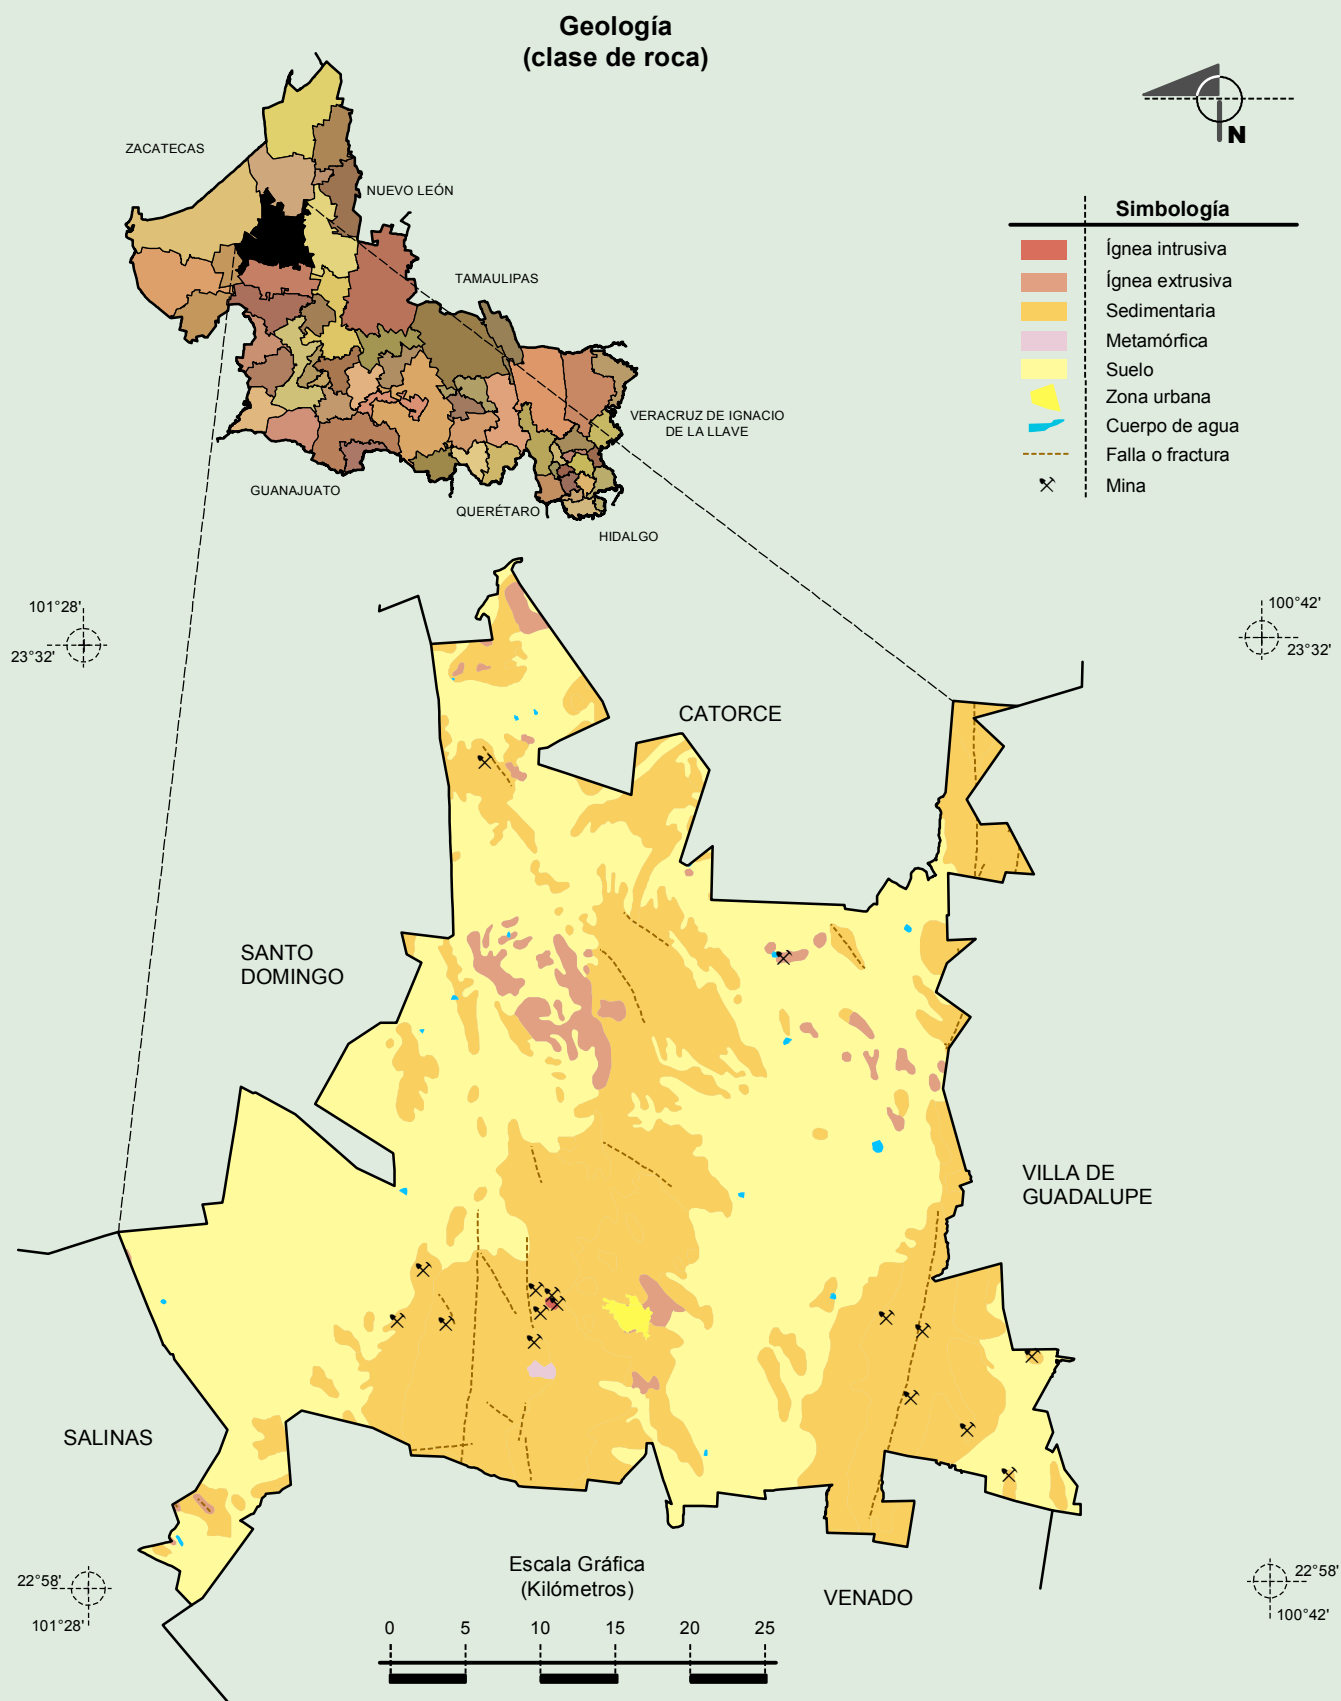 Geología
(clase de roca)
N
ZACATECAS
NUEVO LEÓN
TAMAULIPAS
VERACRUZ DE IGNACIO
DE LA LLAVE
GUANAJUATO
QUERÉTARO
HIDALGO
Simbología
Ígnea intrusiva
Ígnea extrusiva
Sedimentaria
Metamórfica
Suelo
Zona urbana
Cuerpo de agua
Falla o fractura
Mina
101°28'
23°32'
100°42'
23°32'
CATORCE
SANTO
DOMINGO
VILLA DE
GUADALUPE
SALINAS
VENADO
22°58'
101°28'
22°58'
100°42'
Escala Gráfica
(Kilómetros)
0 5 10 15 20 25